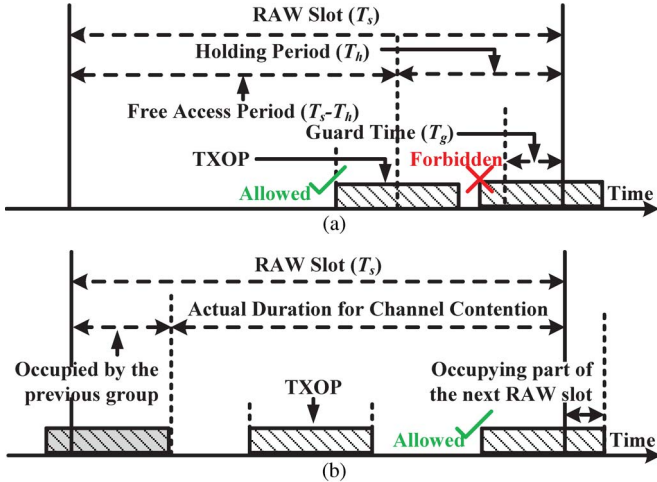 RAW Slot (Ts)
Holding Period (Th)
Free Access Period (Ts-Th)
Guard Time (Tg)
TXOP
Forbidden
Allowed
Time
(a)
RAW Slot (Ts)
Actual Duration for Channel Contention
Occupied by the
previous group
TXOP
Occupying part of
the next RAW slot
Allowed
Time
(b)